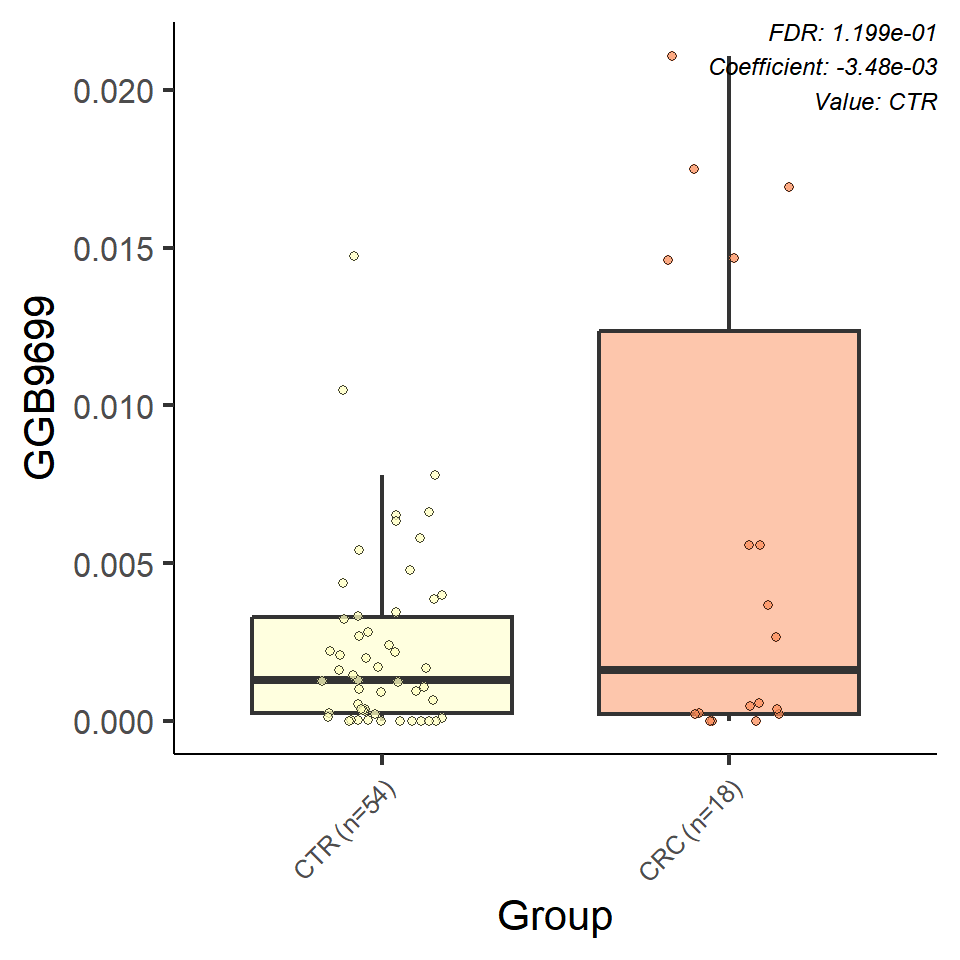 FDR: 1.199e-01
Coefficient: -3.48e-03
Value: CTR
0.020
0.015
0.010
0.005
0.000
GGB9699
CTR (n=54)
CRC (n=18)
Group